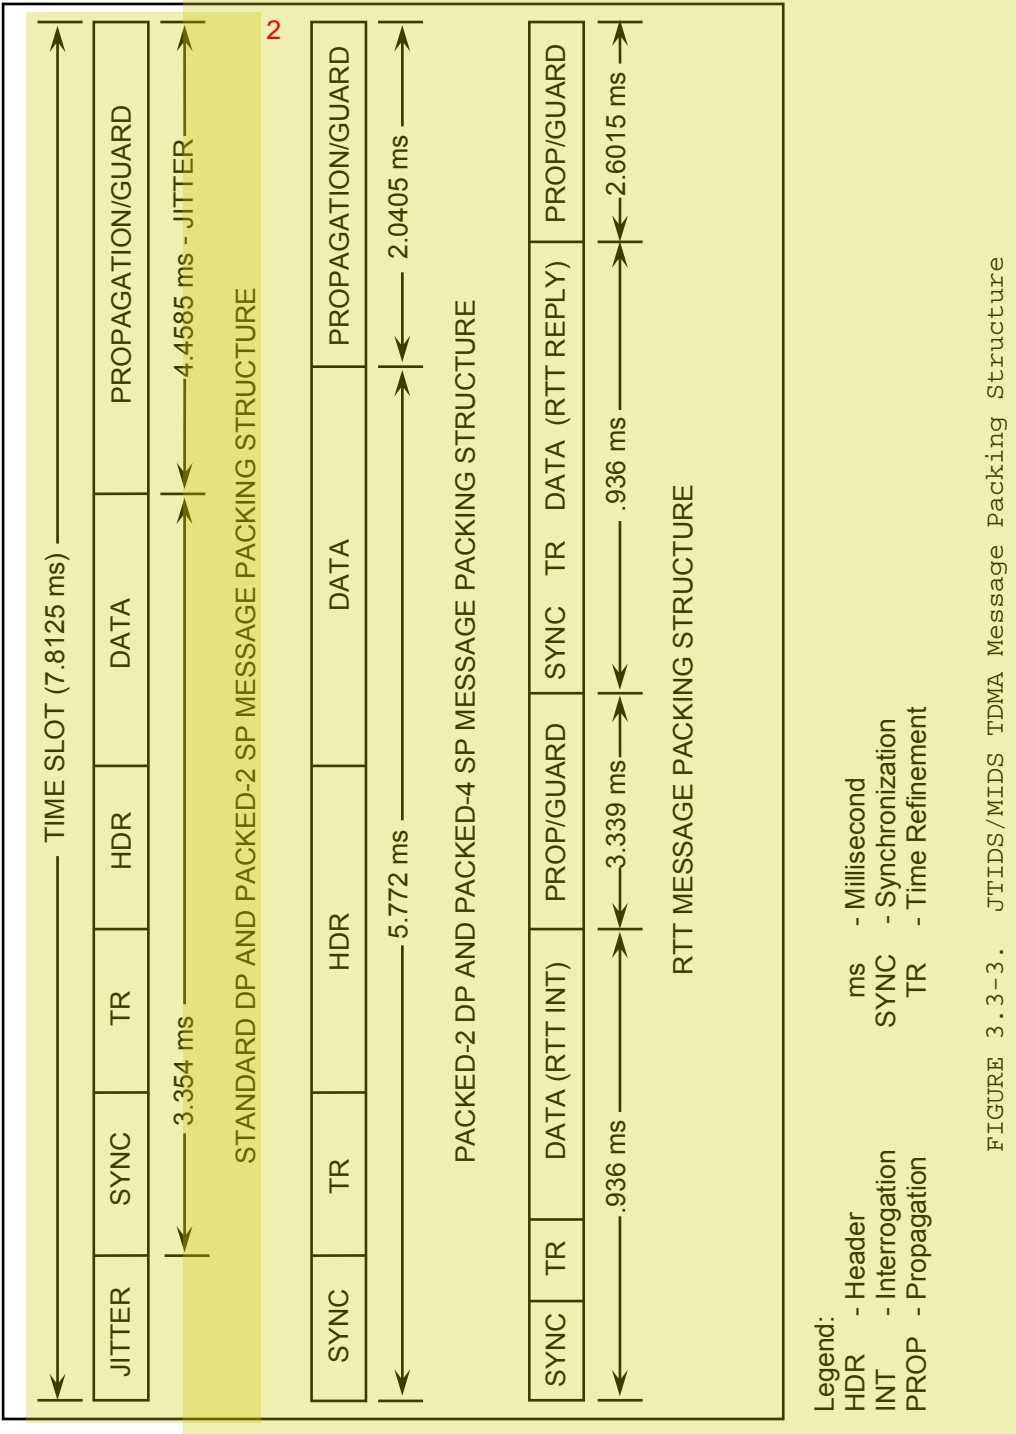 2
TIME SLOT (7.8125 ms)
JITTER SYNC TR HDR DATA PROPAGATION/GUARD
3.354 ms 4.4585 ms - JITTER
STANDARD DP AND PACKED-2 SP MESSAGE PACKING STRUCTURE
SYNC TR HDR DATA PROPAGATION/GUARD
5.772 ms 2.0405 ms
PACKED-2 DP AND PACKED-4 SP MESSAGE PACKING STRUCTURE
SYNC TR DATA (RTT INT) PROP/GUARD SYNC TR DATA (RTT REPLY) PROP/GUARD
.936 ms 3.339 ms .936 ms 2.6015 ms
RTT MESSAGE PACKING STRUCTURE
Legend:
HDR - Header ms - Millisecond
INT - Interrogation SYNC - Synchronization
PROP - Propagation TR - Time Refinement
FIGURE 3.3-3. JTIDS/MIDS TDMA Message Packing Structure